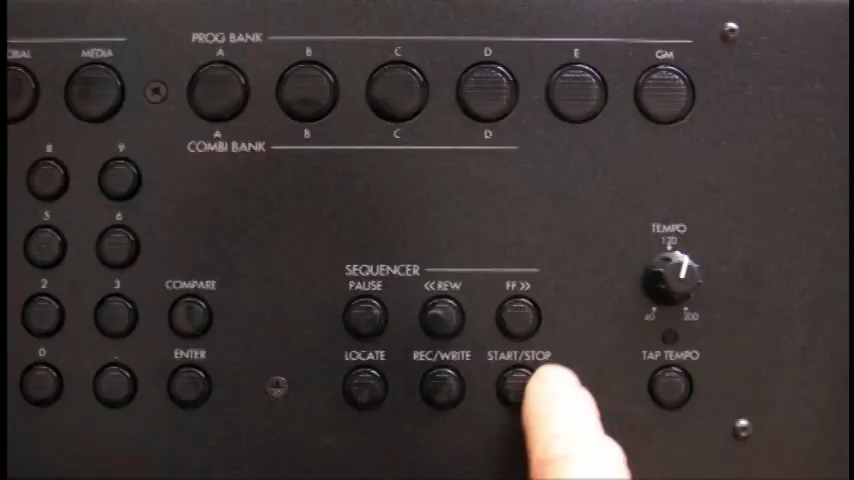 PROG BANK
A B C D E GM
MEDIA
A B C D
COMBI BANK
8 9
5 6
TEMPO
120
SEQUENCER
2 3 COMPARE PAUSE <<REW FF>>
40 300
0 ENTER LOCATE REC/WRITE START/STOP TAP TEMPO